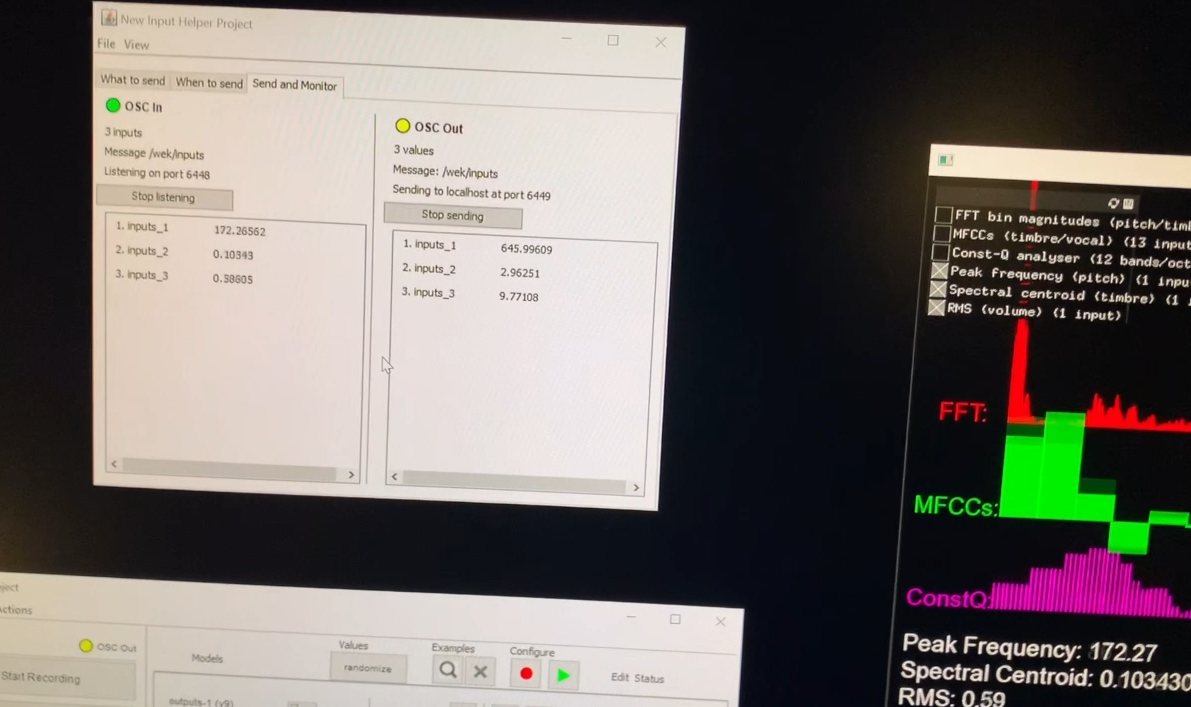 New Input Helper Project
File View
What to send When to send Send and Monitor
OSC In
3 inputs
Message /wek/inputs
Listening on port 6448
Stop listening
1. inputs_1 172.26562
2. inputs_2 0.10343
3. inputs_3 0.58605
OSC Out
3 values
Message: /wek/inputs
Sending to localhost at port 6449
Stop sending
1. inputs_1 645.99609
2. inputs_2 2.96251
3. inputs_3 9.77108
FFT bin magnitudes (pitch/timb
MFCCs (timbre/vocal) (13 input
Const-Q analyser (12 bands/oct
Peak frequency (pitch) (1 inpu
Spectral centroid (timbre) (1
RMS (volume) (1 input)
FFT:
MFCCs:
ConstQ:
Peak Frequency: 172.27
Spectral Centroid: 0.103430
RMS: 0.59
ject
ctions
OSC Out
Start Recording
Models
Values
randomize
Examples
Configure
Edit Status
outputs-1 (v9)